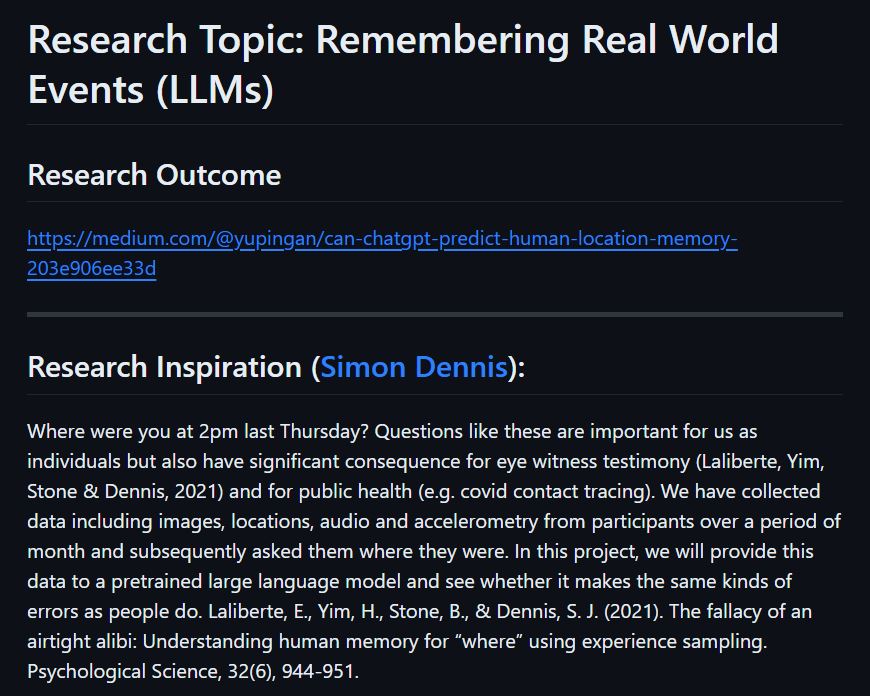 Research Topic: Remembering Real World
Events (LLMs)
Research Outcome
https://medium.com/@yupingan/can-chatgpt-predict-human-location-memory-
203e906ee33d
Research Inspiration (Simon Dennis):
Where were you at 2pm last Thursday? Questions like these are important for us as
individuals but also have significant consequence for eye witness testimony (Laliberte, Yim,
Stone & Dennis, 2021) and for public health (e.g. covid contact tracing). We have collected
data including images, locations, audio and accelerometry from participants over a period of
month and subsequently asked them where they were. In this project, we will provide this
data to a pretrained large language model and see whether it makes the same kinds of
errors as people do. Laliberte, E., Yim, H., Stone, B., & Dennis, S. J. (2021). The fallacy of an
airtight alibi: Understanding human memory for “where” using experience sampling.
Psychological Science, 32(6), 944-951.